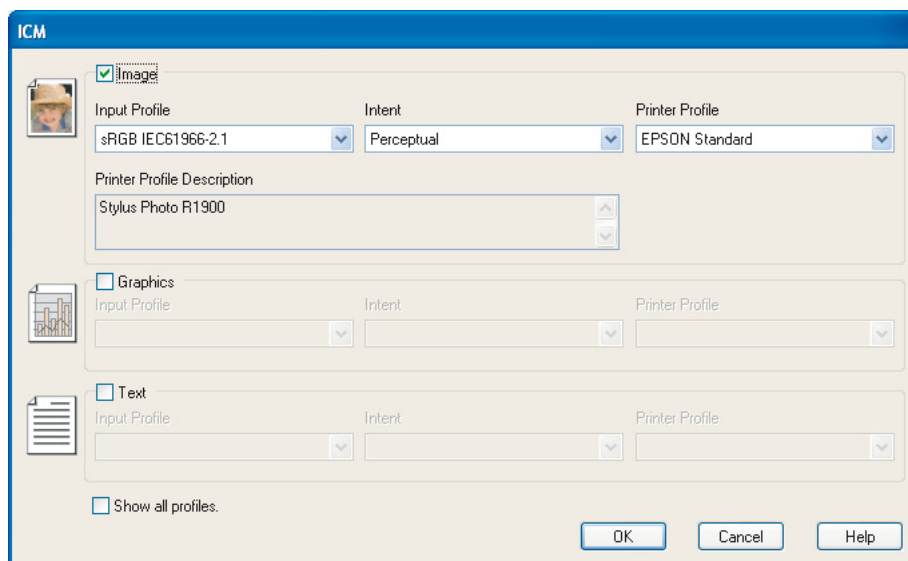 ICM
Image
Input Profile Intent Printer Profile
sRGB IEC61966-2.1 Perceptual EPSON Standard
Printer Profile Description
Stylus Photo R1900
Graphics
Input Profile Intent Printer Profile
Text
Input Profile Intent Printer Profile
Show all profiles.
OK Cancel Help